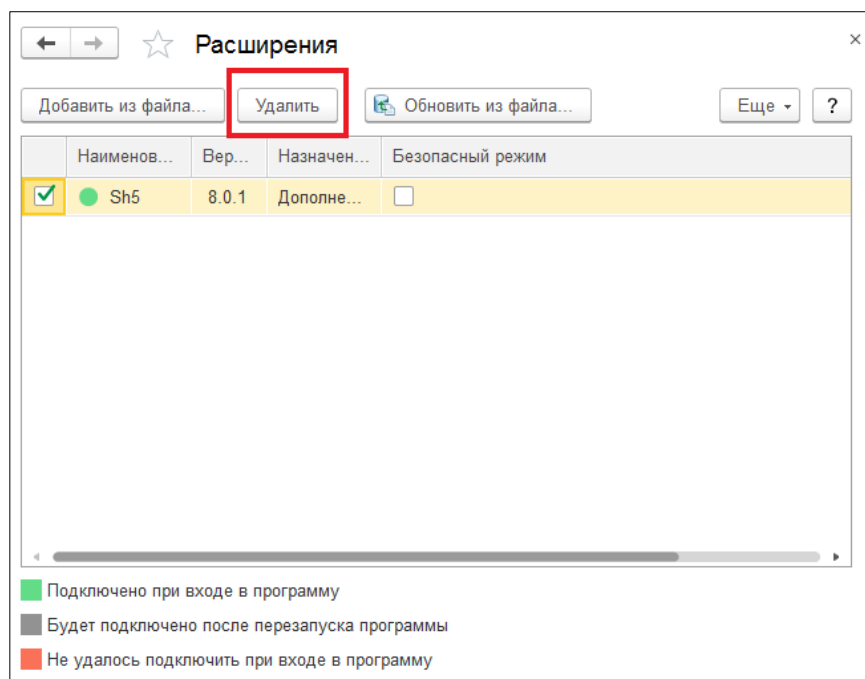 Расширения
Добавить из файла... Удалить Обновить из файла... Еще ?
Наименов... Вер... Назначен... Безопасный режим
Sh5 8.0.1 Дополне...
Подключено при входе в программу
Будет подключено после перезапуска программы
Не удалось подключить при входе в программу